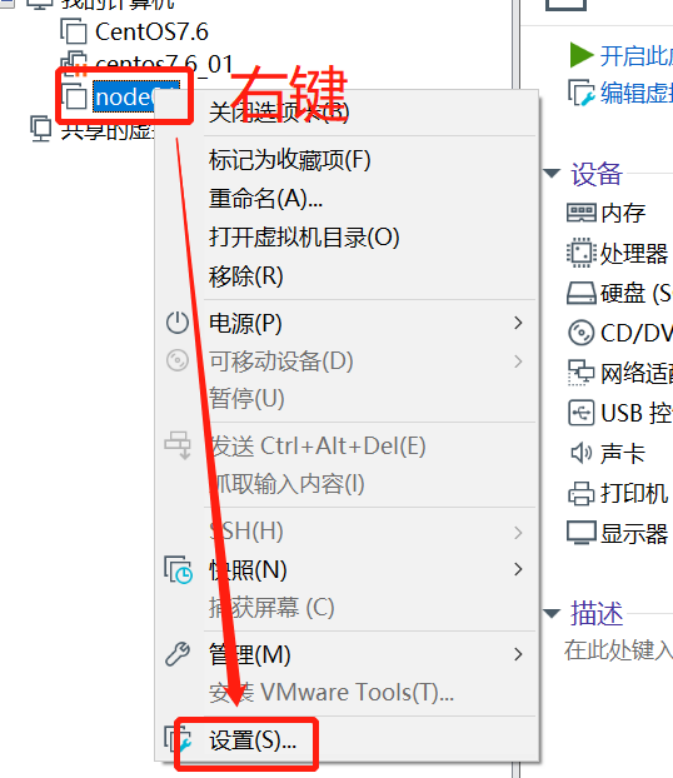 我的计算机
CentOS7.6
centos7.6_01
右键
共享的虚
关闭选项卡(B)
标记为收藏项(F)
重命名(A)...
打开虚拟机目录(O)
移除(R)
电源(P)
可移动设备(D)
暂停(U)
发送 Ctrl+Alt+Del(E)
抓取输入内容(I)
SSH(H)
快照(N)
捕获屏幕 (C)
管理(M)
安装 VMware Tools(T)...
设置(S)...
开启此
编辑虚
设备
内存
处理器
硬盘 (S
CD/DV
网络适
USB 控
声卡
打印机
显示器
描述
在此处键入